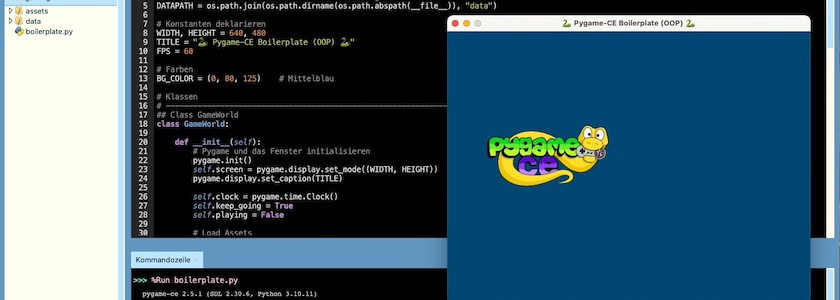 assets
data
boilerplate.py
5 DATAPATH = os.path.join(os.path.dirname(os.path.abspath(__file__)), "data")
6
7 # Konstanten deklarieren
8 WIDTH, HEIGHT = 640, 480
9 TITLE = "🐍 Pygame-CE Boilerplate (OOP) 🐍"
10 FPS = 60
11
12 # Farben
13 BG_COLOR = (0, 80, 125)    # Mittelblau
14
15 # Klassen
16 # ----------------------------------------------------------------------
17 ## Class GameWorld
18 class GameWorld:
19
20     def __init__(self):
21         # Pygame und das Fenster initialisieren
22         pygame.init()
23         self.screen = pygame.display.set_mode((WIDTH, HEIGHT))
24         pygame.display.set_caption(TITLE)
25
26         self.clock = pygame.time.Clock()
27         self.keep_going = True
28         self.playing = False
29
30         # Load Assets
🐍 Pygame-CE Boilerplate (OOP) 🐍
pygame
ce
Kommandozeile
>>> %Run boilerplate.py
pygame-ce 2.5.1 (SDL 2.30.6, Python 3.10.11)